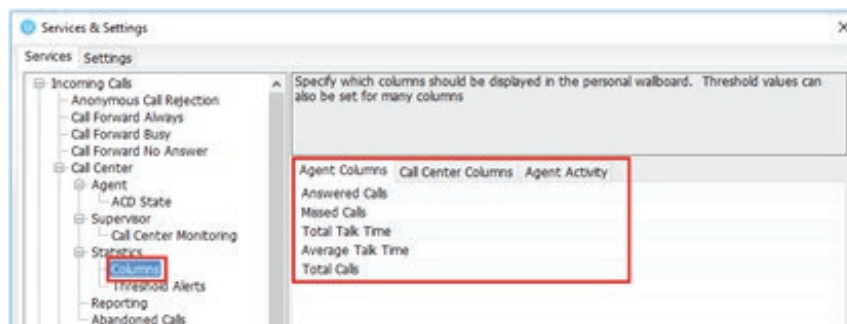 Services & Settings
Services Settings
Incoming Calls
Anonymous Call Rejection
Call Forward Always
Call Forward Busy
Call Forward No Answer
Call Center
Agent
ACD State
Supervisor
Call Center Monitoring
Statistics
Columns
Threshold Alerts
Reporting
Abandoned Calls
Specify which columns should be displayed in the personal wallboard. Threshold values can
also be set for many columns
Agent Columns Call Center Columns Agent Activity
Answered Calls
Missed Calls
Total Talk Time
Average Talk Time
Total Calls